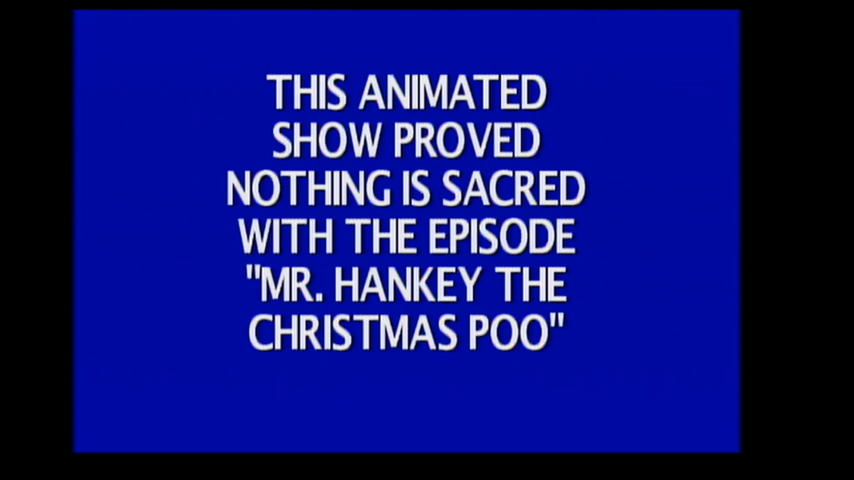 THIS ANIMATED
SHOW PROVED
NOTHING IS SACRED
WITH THE EPISODE
"MR. HANKEY THE
CHRISTMAS POO"